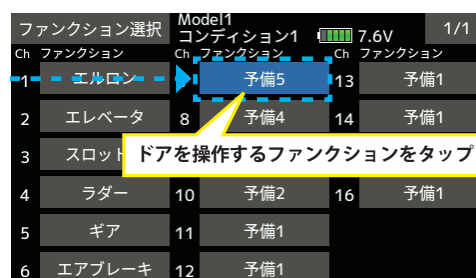 ファンクション選択 Model1 コンディション1 7.6V 1/1
Ch ファンクション Ch ファンクション Ch ファンクション
1 エルロン 予備5 13 予備1
2 エレベータ 8 予備4 14 予備1
3 スロット
ドアを操作するファンクションをタップ
4 ラダー 10 予備2 16 予備1
5 ギア 11 予備1
6 エアブレーキ 12 予備1